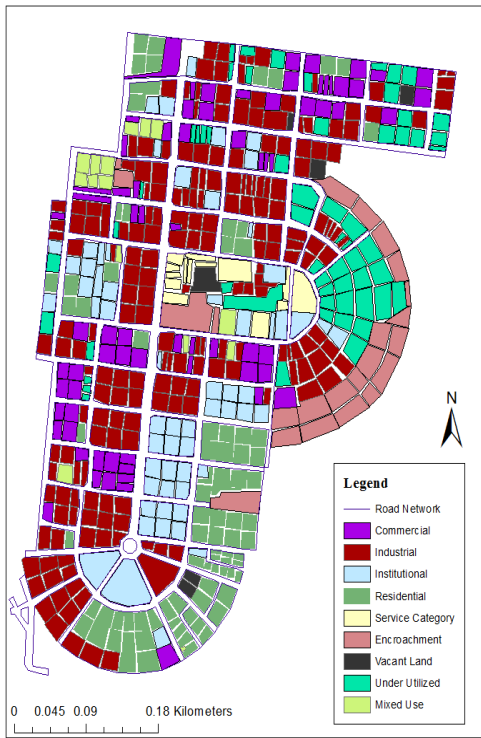 N
Legend
Road Network
Commercial
Industrial
Institutional
Residential
Service Category
Encroachment
Vacant Land
Under Utilized
Mixed Use
0 0.045 0.09 0.18 Kilometers